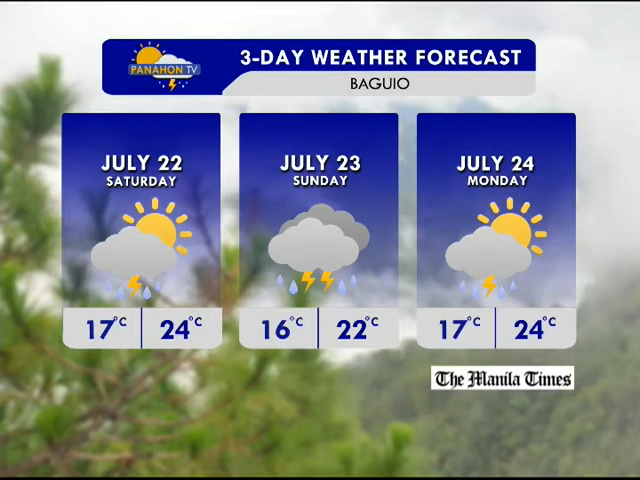 PANAHON TV
3-DAY WEATHER FORECAST
BAGUIO
JULY 22
SATURDAY
17°C
24°C
JULY 23
SUNDAY
16°C
22°C
JULY 24
MONDAY
17°C
24°C
The Manila Times